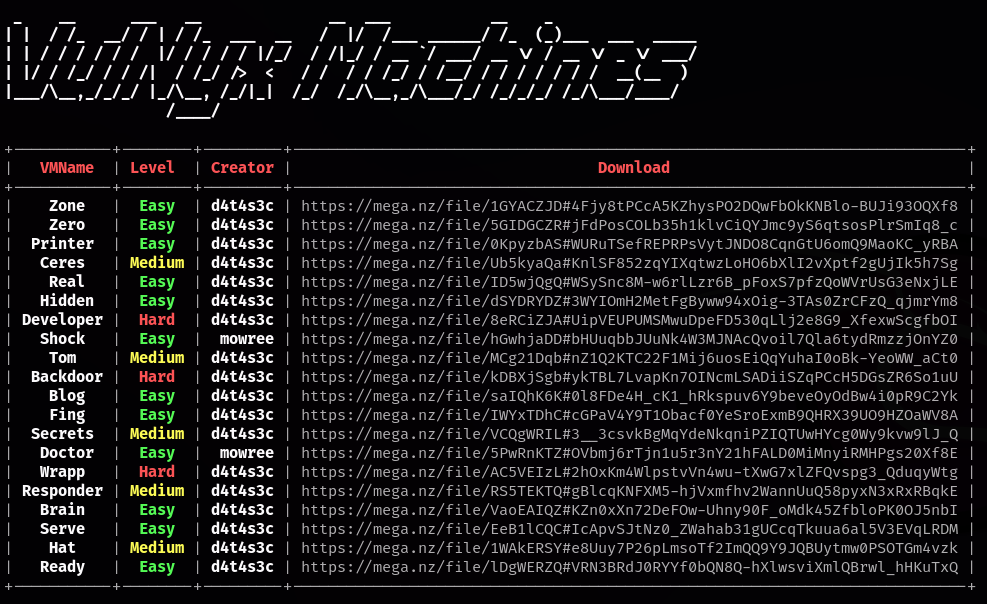 VulNyx Machines
VMName | Level | Creator | Download
Zone | Easy | d4t4s3c | https://mega.nz/file/1GYACZJD#4Fjy8tPCcA5KZhysPO2DQwFbOkKNBlo-BUJi93OQXf8
Zero | Easy | d4t4s3c | https://mega.nz/file/5GIDGCZR#jFdPosCOLb35h1klvCiQYJmc9yS6qtsosPlrSmIq8_c
Printer | Easy | d4t4s3c | https://mega.nz/file/0KpyzbAS#WURuTSefREPRPsVytJNDO8CqnGtU6omQ9MaoKC_yRBA
Ceres | Medium | d4t4s3c | https://mega.nz/file/Ub5kyaQa#KnlSF852zqYIXqtwzLoHO6bXlI2vXptf2gUjIk5h7Sg
Real | Easy | d4t4s3c | https://mega.nz/file/ID5wjQgQ#WSySnc8M-w6rlLzr6B_pFoxS7pfzQoWVrUsG3eNxjLE
Hidden | Easy | d4t4s3c | https://mega.nz/file/dSYDRYDZ#3WYIOmH2MetFgByww94xOig-3TAs0ZrCFzQ_qjmrYm8
Developer | Hard | d4t4s3c | https://mega.nz/file/8eRCiZJA#UipVEUPUMSMwuDpeFD530qLlj2e8G9_XfexwScgfbOI
Shock | Easy | mowree | https://mega.nz/file/hGwhjaDD#bHUuqbbJUuNk4W3MJNAcQvoil7Qla6tydRmzzjOnYZ0
Tom | Medium | d4t4s3c | https://mega.nz/file/MCg21Dqb#nZ1Q2KTC22F1Mij6uosEiQqYuhaI0oBk-YeoWW_aCt0
Backdoor | Hard | d4t4s3c | https://mega.nz/file/kDBXjSgb#ykTBL7LvapKn7OINcmLSADiiSZqPCcH5DGsZR6So1uU
Blog | Easy | d4t4s3c | https://mega.nz/file/saIQhK6K#0l8FDe4H_cK1_hRkspuv6Y9beveOyOdBw4i0pR9C2Yk
Fing | Easy | d4t4s3c | https://mega.nz/file/IWYxTDhC#cGPaV4Y9T1Obacf0YeSroExmB9QHRX39UO9HZOaWV8A
Secrets | Medium | d4t4s3c | https://mega.nz/file/VCQgWRIL#3__3csvkBgMqYdeNkqniPZIQTUwHYcg0Wy9kvw9lJ_Q
Doctor | Easy | mowree | https://mega.nz/file/5PwRnKTZ#OVbmj6rTjn1u5r3nY21hFALD0MiMnyiRMHPgs20Xf8E
Wrapp | Hard | d4t4s3c | https://mega.nz/file/AC5VEIzL#2hOxKm4WlpstvVn4wu-tXwG7xlZFQvspg3_QduqyWtg
Responder | Medium | d4t4s3c | https://mega.nz/file/RS5TEKTQ#gBlcqKNFXM5-hjVxmfhv2WannUuQ58pyxN3xRxRBqkE
Brain | Easy | d4t4s3c | https://mega.nz/file/VaoEAIQZ#KZn0xXn72DeFOw-Uhny90F_oMdk45ZfbloPK0OJ5nbI
Serve | Easy | d4t4s3c | https://mega.nz/file/EeB1lCQC#IcApvSJtNz0_ZWahab31gUCcqTkuua6al5V3EVqLRDM
Hat | Medium | d4t4s3c | https://mega.nz/file/1WAkERSY#e8Uuy7P26pLmsoTf2ImQQ9Y9JQBUytmw0PSOTGm4vzk
Ready | Easy | d4t4s3c | https://mega.nz/file/lDgWERZQ#VRN3BRdJ0RYYf0bQN8Q-hXlwsviXmlQBrwl_hHKuTxQ